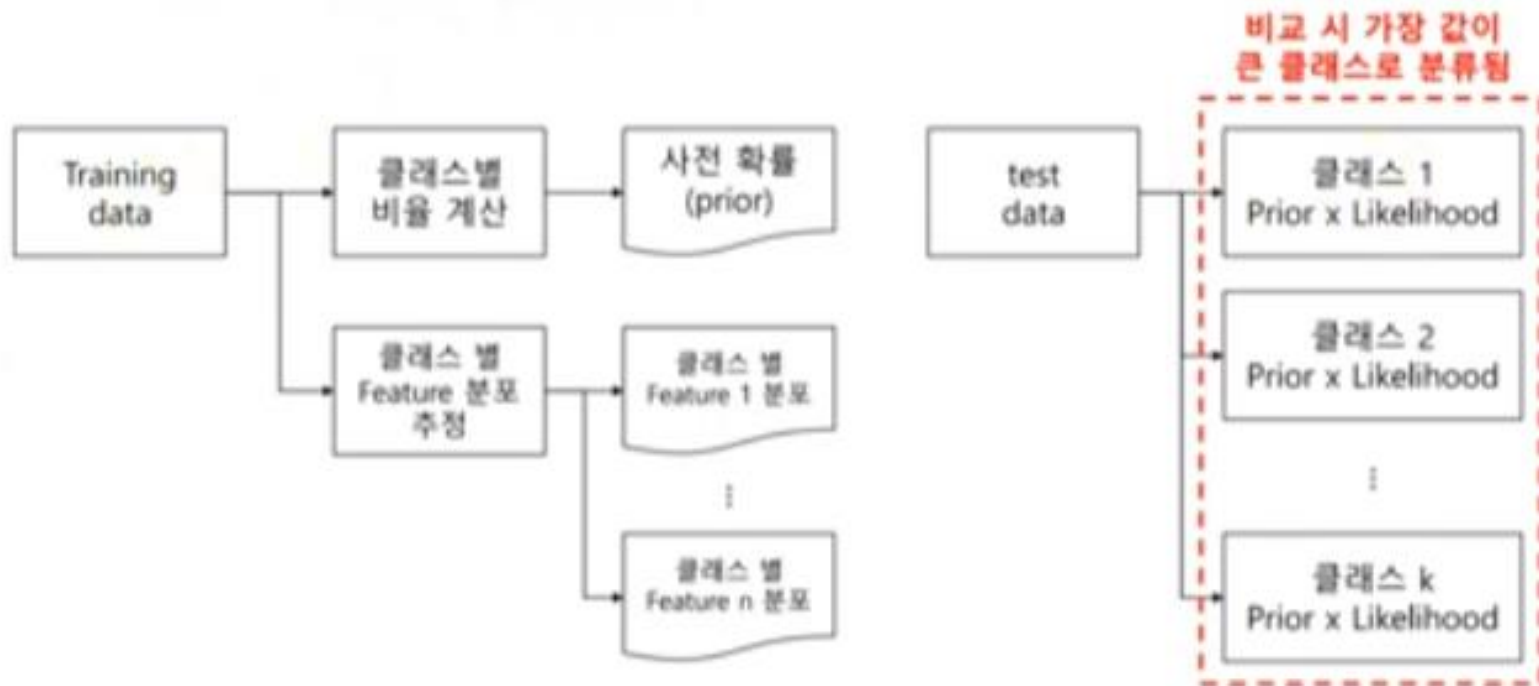 비교 시 가장 값이
큰 클래스로 분류됨
Training
data
클래스별
비율 계산
사전 확률
(prior)
클래스 별
Feature 분포
추정
클래스 별
Feature 1 분포
⋮
클래스 별
Feature n 분포
test
data
클래스 1
Prior x Likelihood
클래스 2
Prior x Likelihood
⋮
클래스 k
Prior x Likelihood